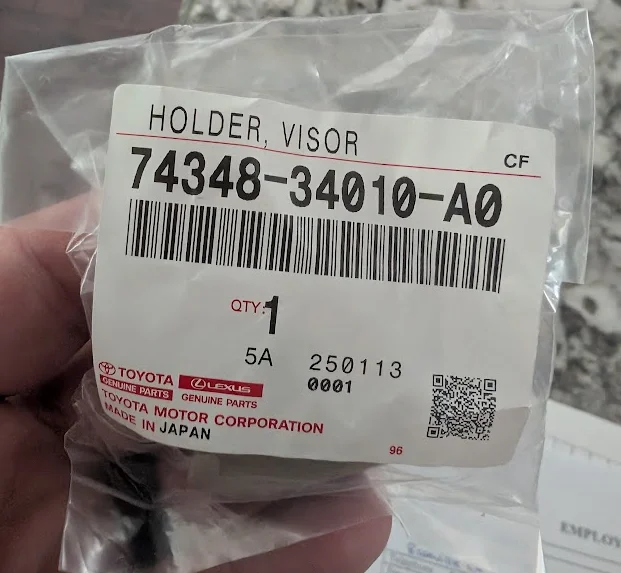 HOLDER, VISOR
CF
74348-34010-A0
QTY:1
5A 250113
0001
TOYOTA
GENUINE PARTS
LEXUS
GENUINE PARTS
TOYOTA MOTOR CORPORATION
MADE IN JAPAN
96